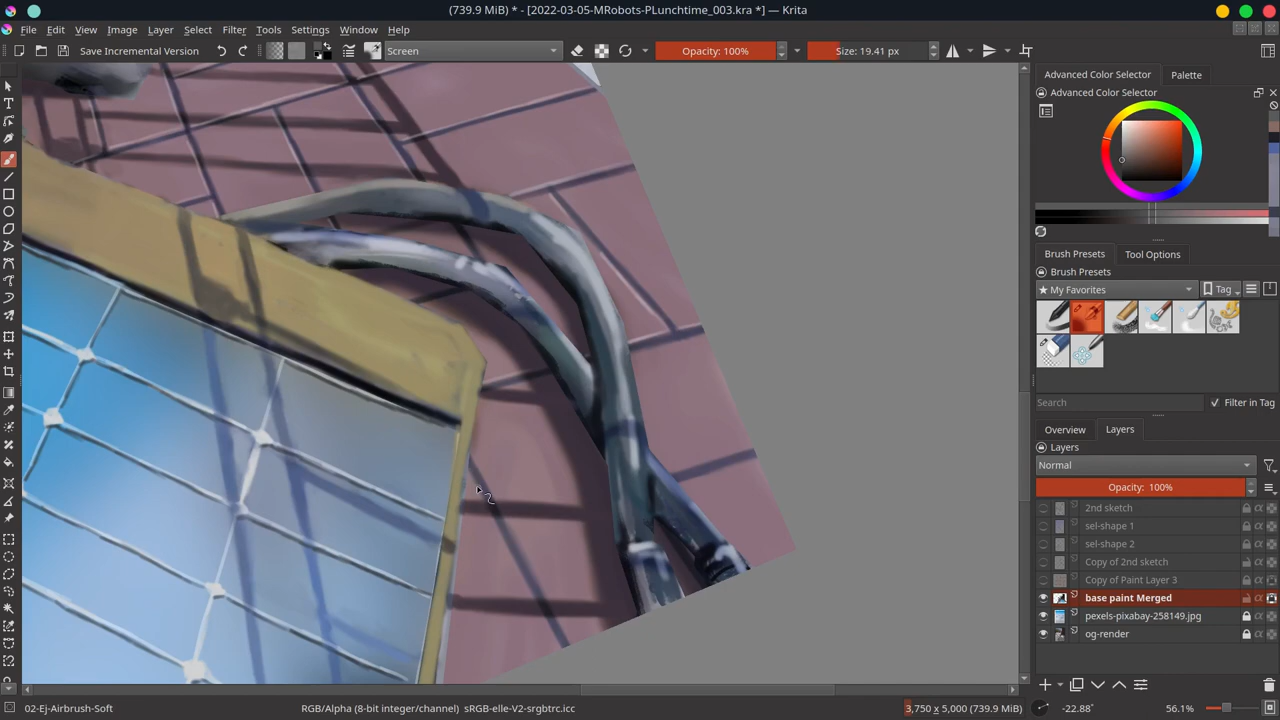 (739.9 MiB) * - [2022-03-05-MRobots-PLunchtime_003.kra *] — Krita
File Edit View Image Layer Select Filter Tools Settings Window Help
Save Incremental Version Screen Opacity: 100% Size: 19.41 px
Advanced Color Selector Palette
Advanced Color Selector
Brush Presets Tool Options
Brush Presets
★ My Favorites Tag
Search Filter in Tag
Overview Layers
Layers
Normal
Opacity: 100%
2nd sketch
sel-shape 1
sel-shape 2
Copy of 2nd sketch
Copy of Paint Layer 3
base paint Merged
pexels-pixabay-258149.jpg
og-render
02-Ej-Airbrush-Soft RGB/Alpha (8-bit integer/channel) sRGB-elle-V2-srgbtrc.icc 3,750 x 5,000 (739.9 MiB) -22.88° 56.1%